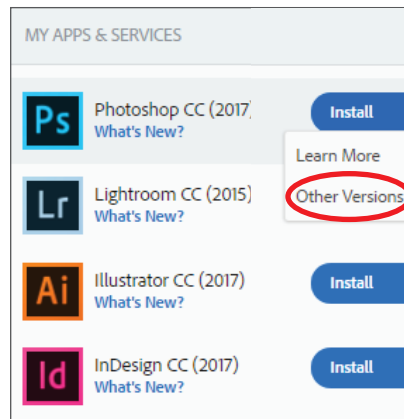 MY APPS & SERVICES
Ps
Photoshop CC (2017)
What's New?
Install
Learn More
Other Versions
Lr
Lightroom CC (2015)
What's New?
Ai
Illustrator CC (2017)
What's New?
Install
Id
InDesign CC (2017)
What's New?
Install